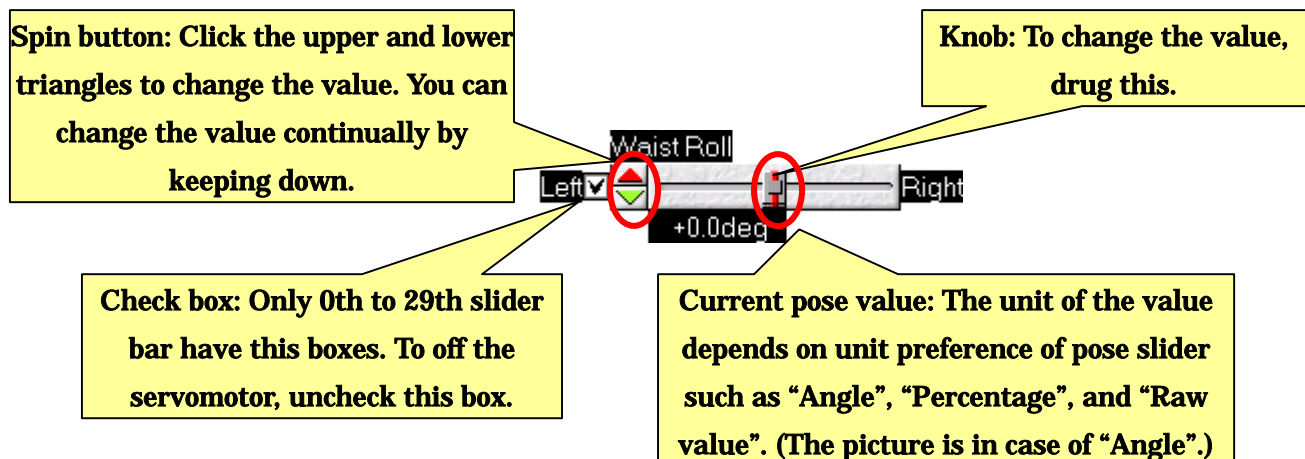 Spin button: Click the upper and lower
triangles to change the value. You can
change the value continually by
keeping down.
Knob: To change the value,
drug this.
Waist Roll
Left
Right
+0.0deg
Check box: Only 0th to 29th slider
bar have this boxes. To off the
servomotor, uncheck this box.
Current pose value: The unit of the value
depends on unit preference of pose slider
such as “Angle”, “Percentage”, and “Raw
value”. (The picture is in case of “Angle”.)